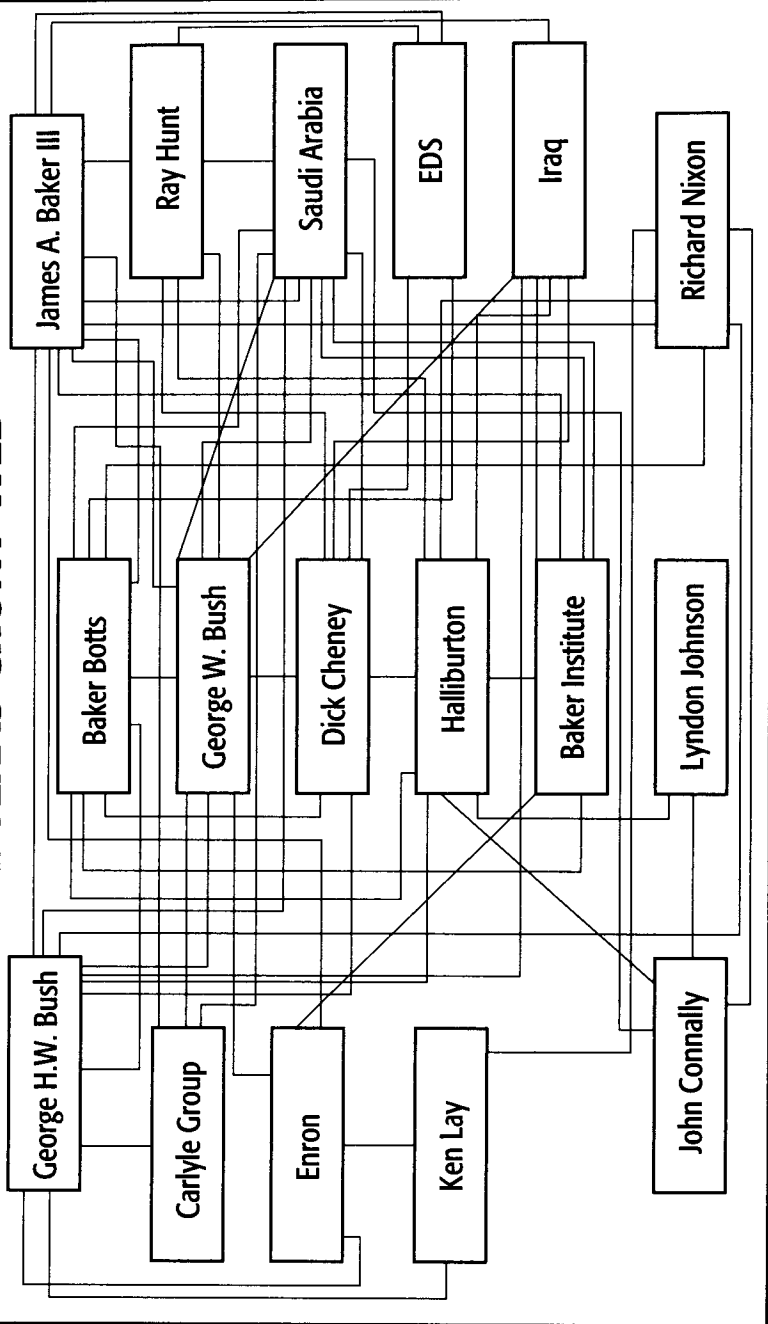 George H.W. Bush
James A. Baker III
Carlyle Group
Baker Botts
Ray Hunt
Enron
George W. Bush
Saudi Arabia
Ken Lay
Dick Cheney
EDS
Halliburton
Iraq
Baker Institute
John Connally
Lyndon Johnson
Richard Nixon